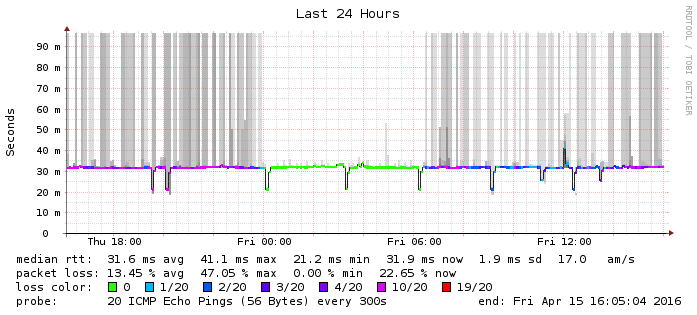 Last 24 Hours
RRDTOOL / TOBI OETIKER
Seconds
90 m
80 m
70 m
60 m
50 m
40 m
30 m
20 m
10 m
0
Thu 18:00 Fri 00:00 Fri 06:00 Fri 12:00
median rtt: 31.6 ms avg 41.1 ms max 21.2 ms min 31.9 ms now 1.9 ms sd 17.0 am/s
packet loss: 13.45 % avg 47.05 % max 0.00 % min 22.65 % now
loss color: 0 1/20 2/20 3/20 4/20 10/20 19/20
probe: 20 ICMP Echo Pings (56 Bytes) every 300s end: Fri Apr 15 16:05:04 2016